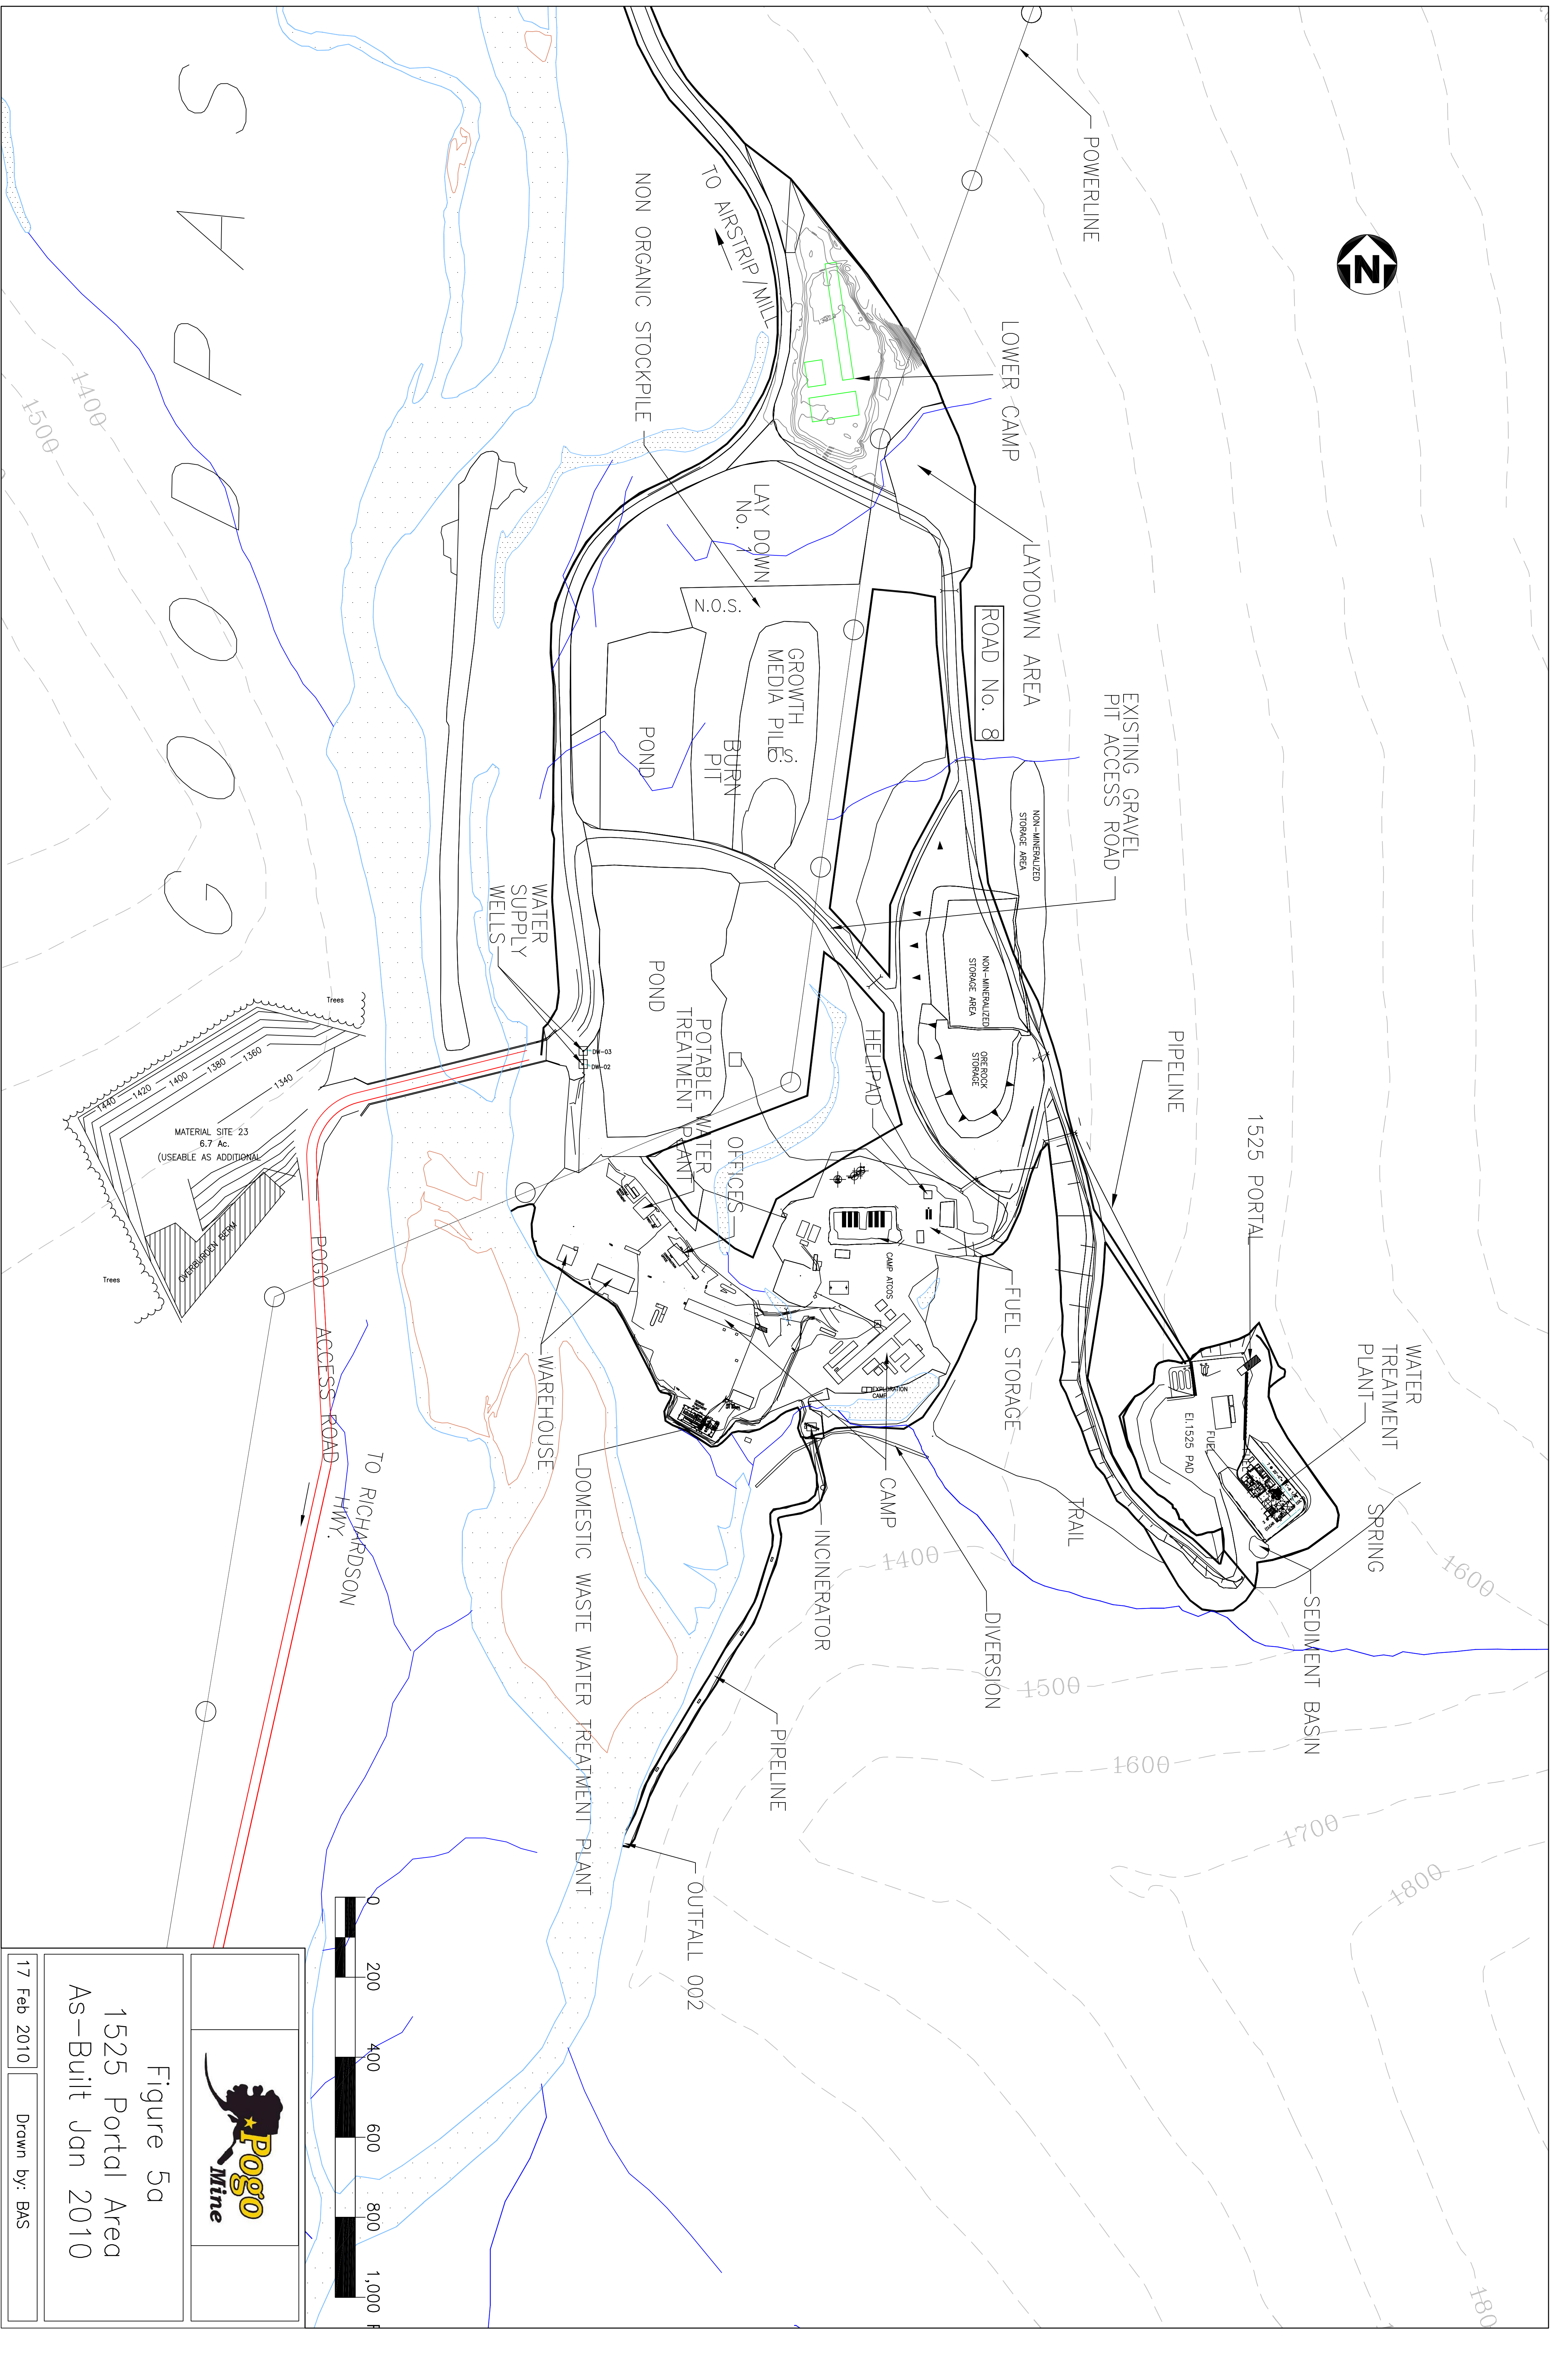 POWERLINE
N
TO AIRSTRIP/MILL
NON ORGANIC STOCKPILE
LOWER CAMP
LAYDOWN AREA
ROAD No. 8
EXISTING GRAVEL
PIT ACCESS ROAD
LAY DOWN
No. 1
N.O.S.
GROWTH
MEDIA PILE
O.S.
BURN
PIT
POND
NON-MINERALIZED
STORAGE AREA
NON-MINERALIZED
STORAGE AREA
ORE ROCK
STORAGE
PIPELINE
1525 PORTAL
WATER
TREATMENT
PLANT
SPRING
SEDIMENT BASIN
El.1525 PAD
FUEL
TRAIL
HELIPAD
FUEL STORAGE
POND
POTABLE WATER
TREATMENT PLANT
OFFICES
WATER
SUPPLY
WELLS
DW-03
DW-02
CAMP ATCOS
EXPLORATION
CAMP
CAMP
INCINERATOR
DIVERSION
WAREHOUSE
DOMESTIC WASTE WATER TREATMENT PLANT
PIPELINE
OUTFALL 002
GOODPAS
1400
1500
1400
1500
1600
1600
1700
1800
180
Trees
Trees
1340
1360
1380
1400
1420
1440
MATERIAL SITE 23
6.7 Ac.
(USEABLE AS ADDITIONAL
OVERBURDEN BERM
POGO ACCESS ROAD
TO RICHARDSON
HWY.
0 200 400 600 800 1,000 F
Pogo
Mine
Figure 5a
1525 Portal Area
As-Built Jan 2010
17 Feb 2010
Drawn by: BAS